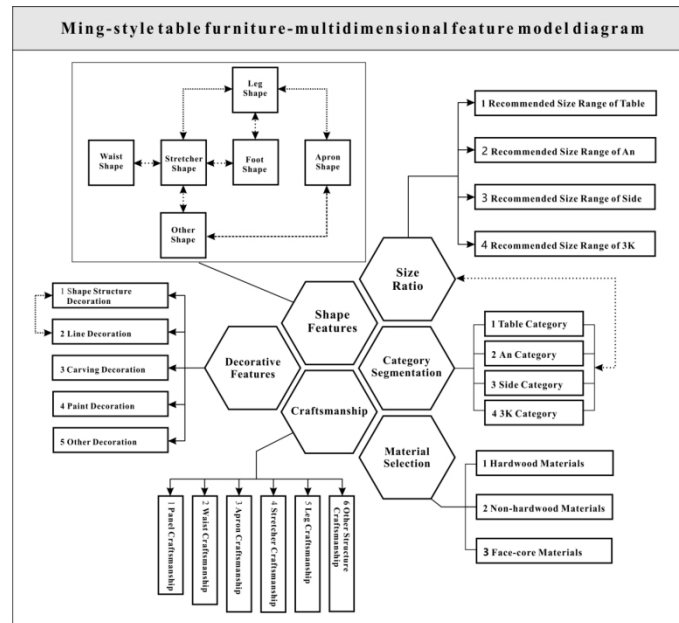 Ming-style table furniture-multidimensional feature model diagram
Leg
Shape
Waist
Shape
Stretcher
Shape
Foot
Shape
Apron
Shape
Other
Shape
1 Recommended Size Range of Table
2 Recommended Size Range of An
3 Recommended Size Range of Side
4 Recommended Size Range of 3K
Size
Ratio
Shape
Features
Decorative
Features
Category
Segmentation
Craftsmanship
Material
Selection
1 Shape Structure
Decoration
2 Line Decoration
3 Carving Decoration
4 Paint Decoration
5 Other Decoration
1 Table Category
2 An Category
3 Side Category
4 3K Category
1 Hardwood Materials
2 Non-hardwood Materials
3 Face-core Materials
1 Panel Craftsmanship
2 Waist Craftsmanship
3 Apron Craftsmanship
4 Stretcher Craftsmanship
5 Leg Craftsmanship
6 Other Structure
Craftsmanship